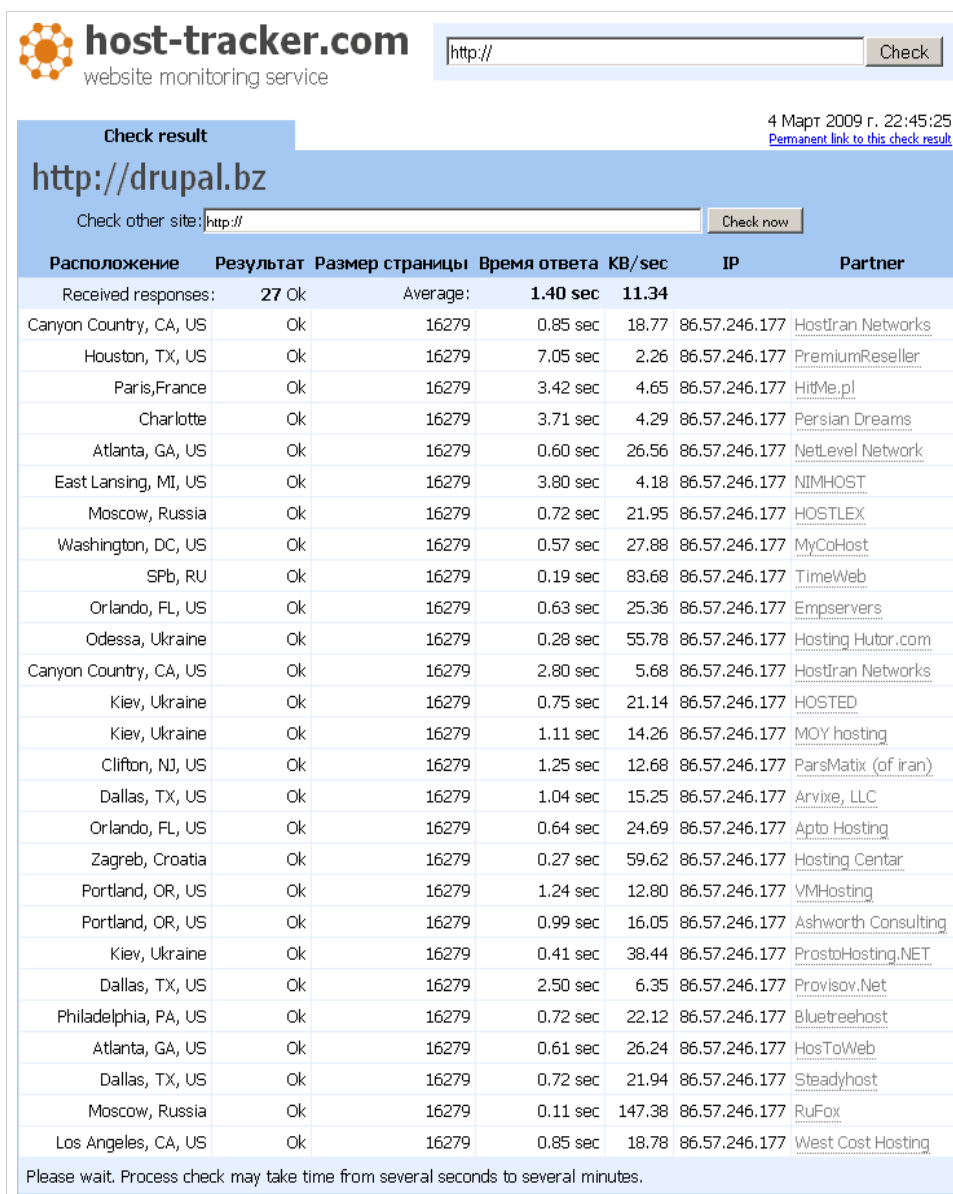 host-tracker.com
website monitoring service
http:// Check
4 Март 2009 г. 22:45:25
Permanent link to this check result
Check result
http://drupal.bz
Check other site: http:// Check now
Расположение Результат Размер страницы Время ответа KB/sec IP Partner
Received responses: 27 Ok Average: 1.40 sec 11.34
Canyon Country, CA, US Ok 16279 0.85 sec 18.77 86.57.246.177 HostIran Networks
Houston, TX, US Ok 16279 7.05 sec 2.26 86.57.246.177 PremiumReseller
Paris,France Ok 16279 3.42 sec 4.65 86.57.246.177 HitMe.pl
Charlotte Ok 16279 3.71 sec 4.29 86.57.246.177 Persian Dreams
Atlanta, GA, US Ok 16279 0.60 sec 26.56 86.57.246.177 NetLevel Network
East Lansing, MI, US Ok 16279 3.80 sec 4.18 86.57.246.177 NIMHOST
Moscow, Russia Ok 16279 0.72 sec 21.95 86.57.246.177 HOSTLEX
Washington, DC, US Ok 16279 0.57 sec 27.88 86.57.246.177 MyCoHost
SPb, RU Ok 16279 0.19 sec 83.68 86.57.246.177 TimeWeb
Orlando, FL, US Ok 16279 0.63 sec 25.36 86.57.246.177 Empservers
Odessa, Ukraine Ok 16279 0.28 sec 55.78 86.57.246.177 Hosting Hutor.com
Canyon Country, CA, US Ok 16279 2.80 sec 5.68 86.57.246.177 HostIran Networks
Kiev, Ukraine Ok 16279 0.75 sec 21.14 86.57.246.177 HOSTED
Kiev, Ukraine Ok 16279 1.11 sec 14.26 86.57.246.177 MOY hosting
Clifton, NJ, US Ok 16279 1.25 sec 12.68 86.57.246.177 ParsMatix (of iran)
Dallas, TX, US Ok 16279 1.04 sec 15.25 86.57.246.177 Arvixe, LLC
Orlando, FL, US Ok 16279 0.64 sec 24.69 86.57.246.177 Apto Hosting
Zagreb, Croatia Ok 16279 0.27 sec 59.62 86.57.246.177 Hosting Centar
Portland, OR, US Ok 16279 1.24 sec 12.80 86.57.246.177 VMHosting
Portland, OR, US Ok 16279 0.99 sec 16.05 86.57.246.177 Ashworth Consulting
Kiev, Ukraine Ok 16279 0.41 sec 38.44 86.57.246.177 ProstoHosting.NET
Dallas, TX, US Ok 16279 2.50 sec 6.35 86.57.246.177 Provisov.Net
Philadelphia, PA, US Ok 16279 0.72 sec 22.12 86.57.246.177 Bluetreehost
Atlanta, GA, US Ok 16279 0.61 sec 26.24 86.57.246.177 HosToWeb
Dallas, TX, US Ok 16279 0.72 sec 21.94 86.57.246.177 Steadyhost
Moscow, Russia Ok 16279 0.11 sec 147.38 86.57.246.177 RuFox
Los Angeles, CA, US Ok 16279 0.85 sec 18.78 86.57.246.177 West Cost Hosting
Please wait. Process check may take time from several seconds to several minutes.